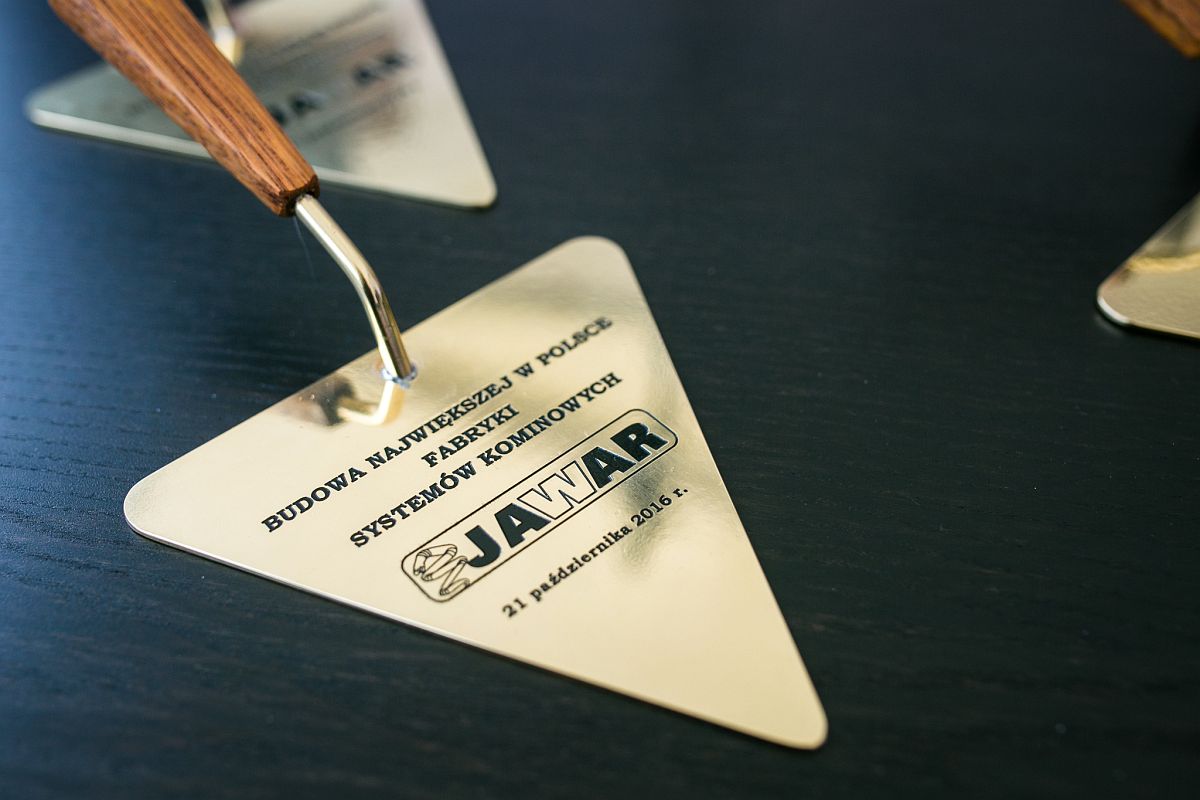 BUDOWA NAJWIĘKSZEJ W POLSCE
FABRYKI
SYSTEMÓW KOMINOWYCH
JAWAR
21 października 2016 r.